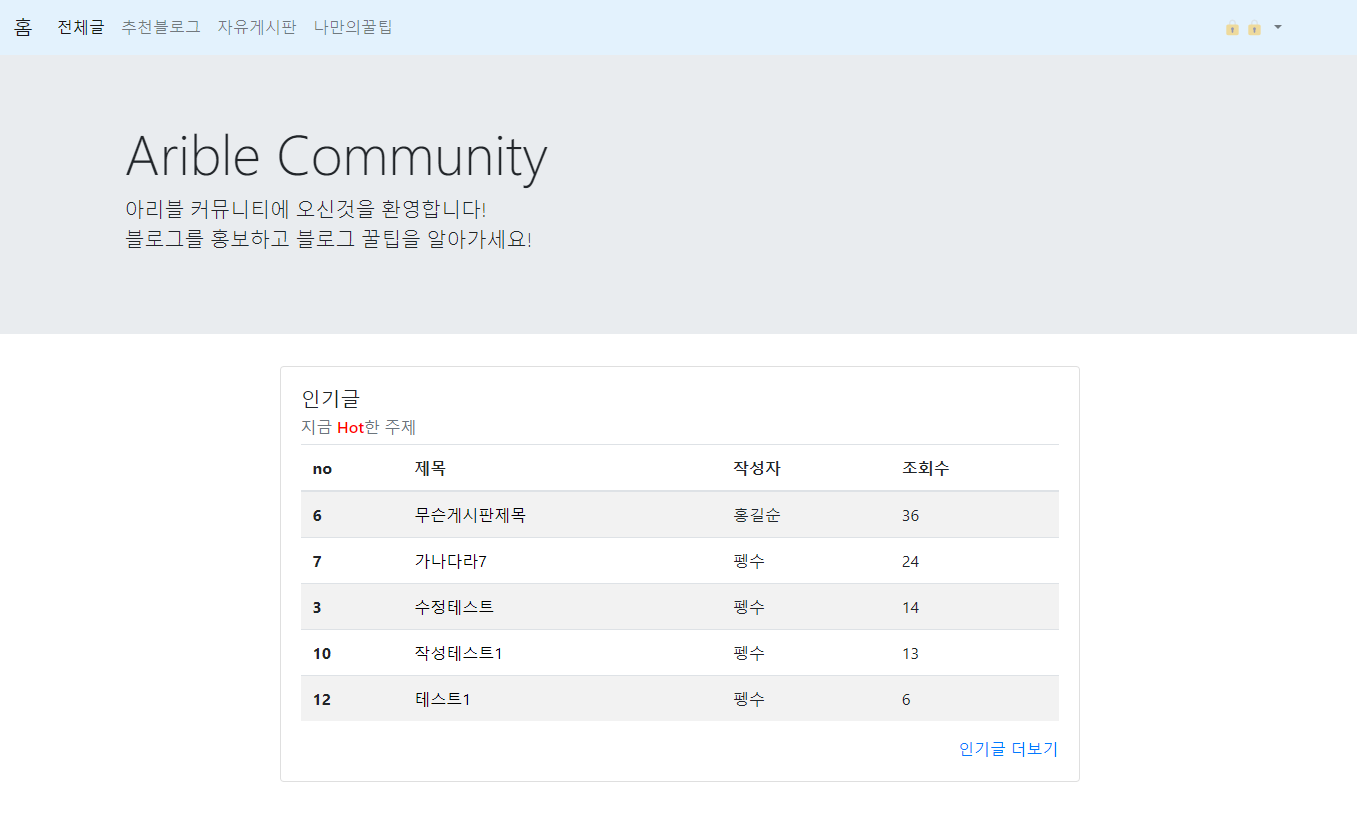 홈 전체글 추천블로그 자유게시판 나만의꿀팁
Arible Community
아리블 커뮤니티에 오신것을 환영합니다!
블로그를 홍보하고 블로그 꿀팁을 알아가세요!
인기글
지금 Hot한 주제
no 제목 작성자 조회수
6 무슨게시판제목 홍길순 36
7 가나다라7 펭수 24
3 수정테스트 펭수 14
10 작성테스트1 펭수 13
12 테스트1 펭수 6
인기글 더보기